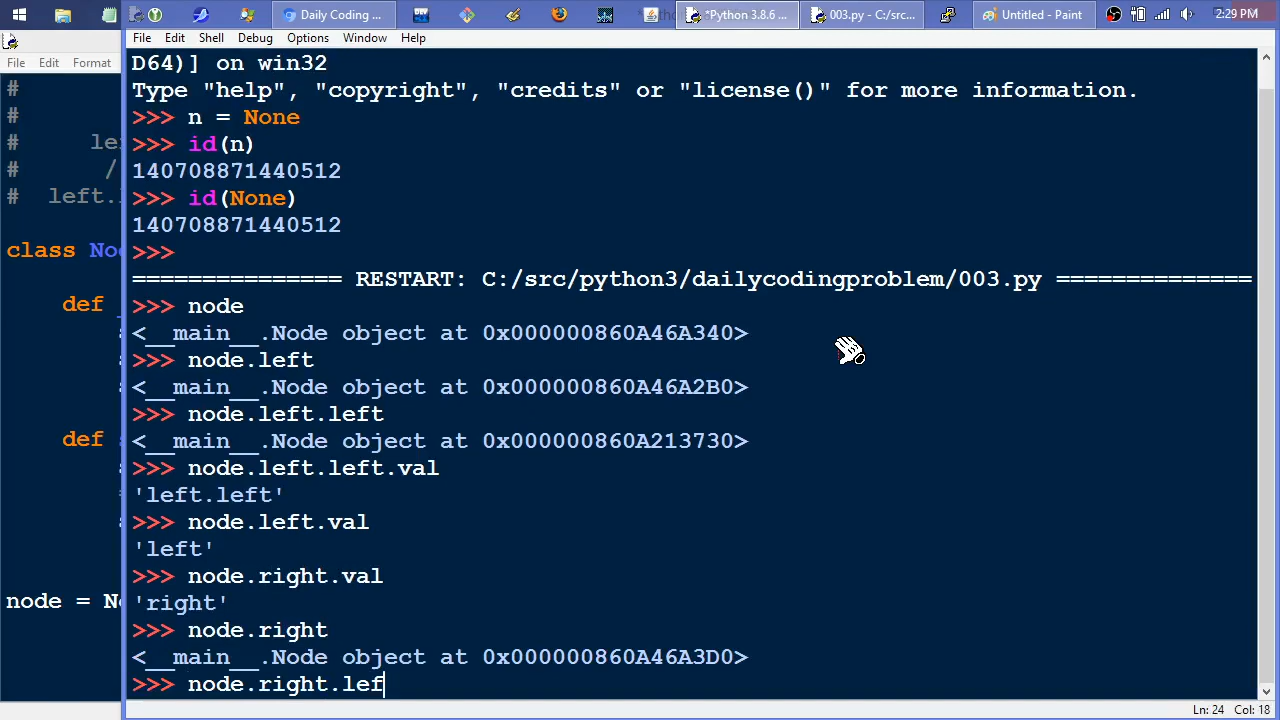 Daily Coding ...
*Python 3.8.6 ...
003.py - C:/src...
Untitled - Paint
2:29 PM
File Edit Format
File Edit Shell Debug Options Window Help
#
#
#
#
# left.
class
def
def
node =
D64)] on win32
Type "help", "copyright", "credits" or "license()" for more information.
>>> n = None
>>> id(n)
140708871440512
>>> id(None)
140708871440512
>>>
=============== RESTART: C:/src/python3/dailycodingproblem/003.py ==============
>>> node
<__main__.Node object at 0x000000860A46A340>
>>> node.left
<__main__.Node object at 0x000000860A46A2B0>
>>> node.left.left
<__main__.Node object at 0x000000860A213730>
>>> node.left.left.val
'left.left'
>>> node.left.val
'left'
>>> node.right.val
'right'
>>> node.right
<__main__.Node object at 0x000000860A46A3D0>
>>> node.right.lef
Ln: 24 Col: 18